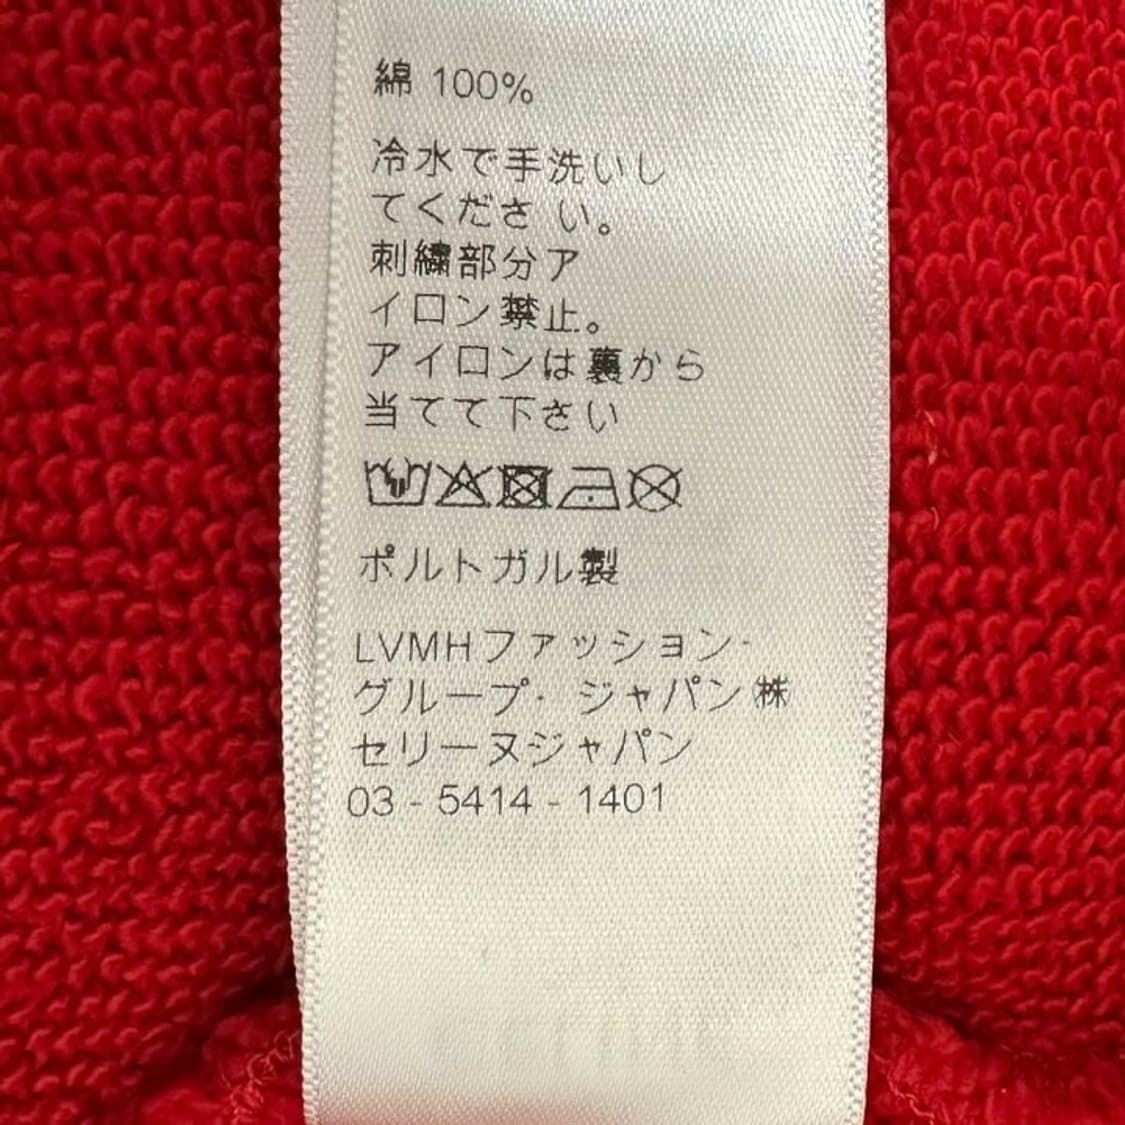 綿 100%
冷水で手洗いし
てください。
刺繍部分ア
イロン禁止。
アイロンは裏から
当てて下さい
ポルトガル製
LVMHファッション·
グループ· ジャパン㈱
セリーヌジャパン
03 - 5414 - 1401